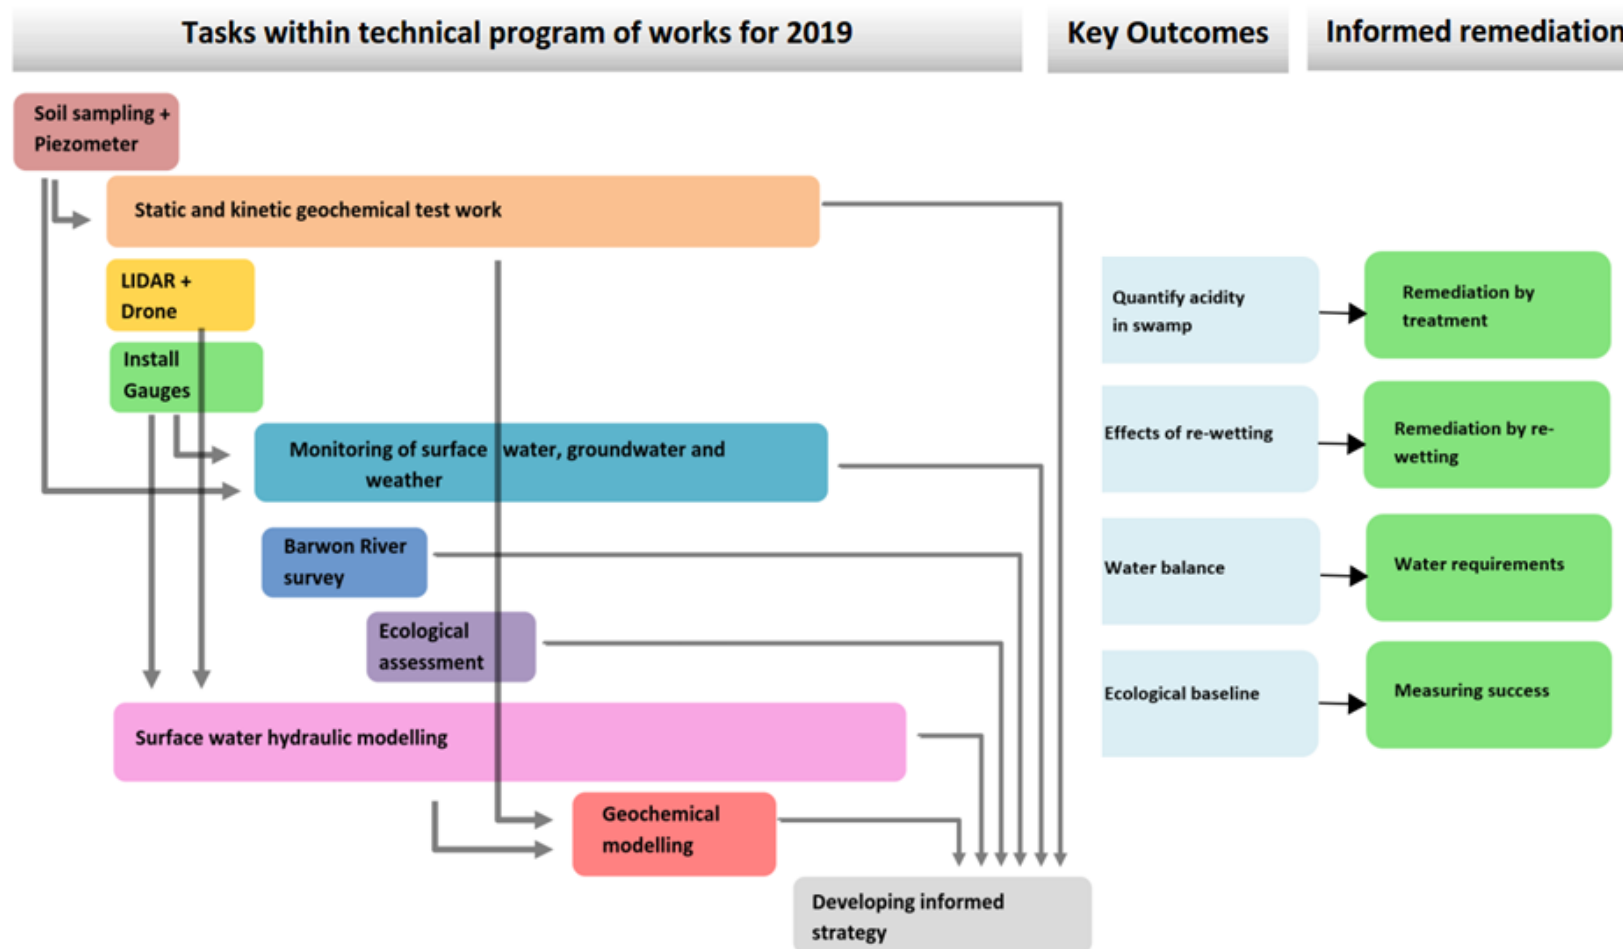 Tasks within technical program of works for 2019
Key Outcomes
Informed remediation
Soil sampling +
Piezometer
Static and kinetic geochemical test work
LIDAR +
Drone
Install
Gauges
Monitoring of surface water, groundwater and
weather
Barwon River
survey
Ecological
assessment
Surface water hydraulic modelling
Geochemical
modelling
Developing informed
strategy
Quantify acidity
in swamp
Remediation by
treatment
Effects of re-wetting
Remediation by re-
wetting
Water balance
Water requirements
Ecological baseline
Measuring success